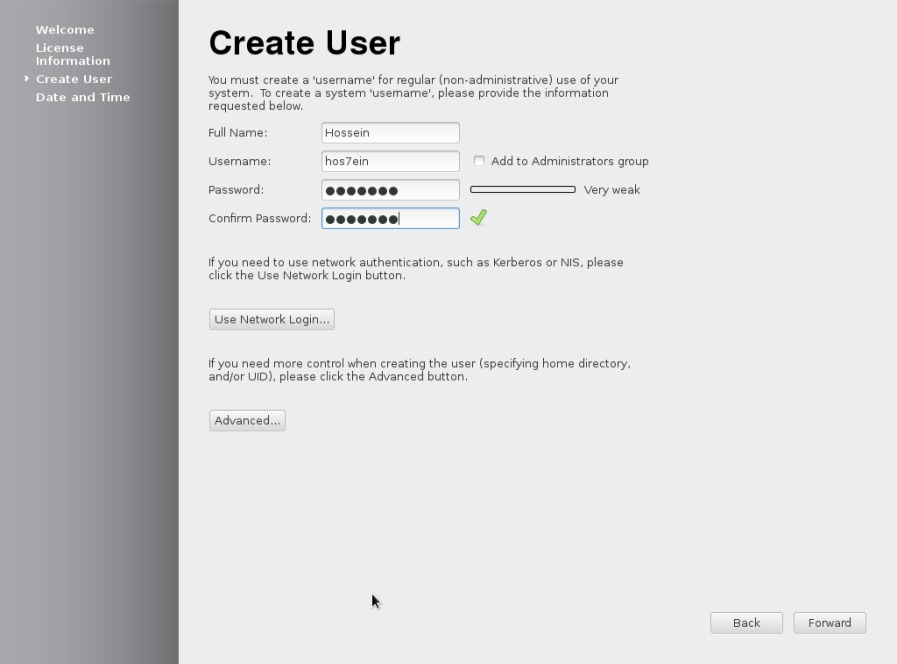 Welcome
License
Information
Create User
Date and Time
Create User
You must create a 'username' for regular (non-administrative) use of your
system.  To create a system 'username', please provide the information
requested below.
Full Name: Hossein
Username: hos7ein Add to Administrators group
Password: ●●●●●●● Very weak
Confirm Password: ●●●●●●●
If you need to use network authentication, such as Kerberos or NIS, please
click the Use Network Login button.
Use Network Login...
If you need more control when creating the user (specifying home directory,
and/or UID), please click the Advanced button.
Advanced...
Back Forward